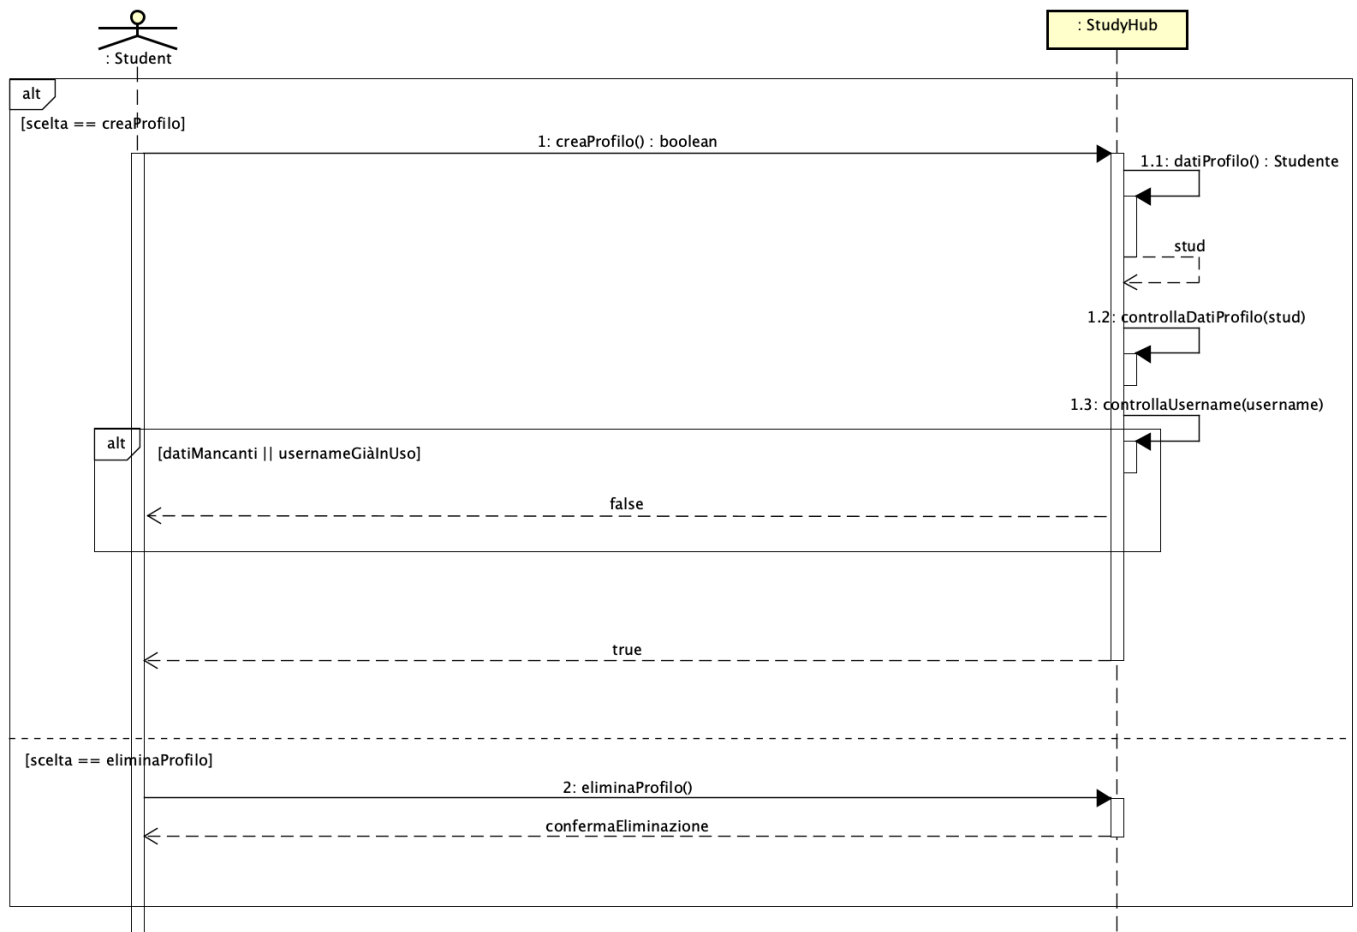 : Student
: StudyHub
alt
[scelta == creaProfilo]
1: creaProfilo() : boolean
1.1: datiProfilo() : Studente
stud
1.2: controllaDatiProfilo(stud)
1.3: controllaUsername(username)
alt
[datiMancanti || usernameGiàInUso]
false
true
[scelta == eliminaProfilo]
2: eliminaProfilo()
confermaEliminazione